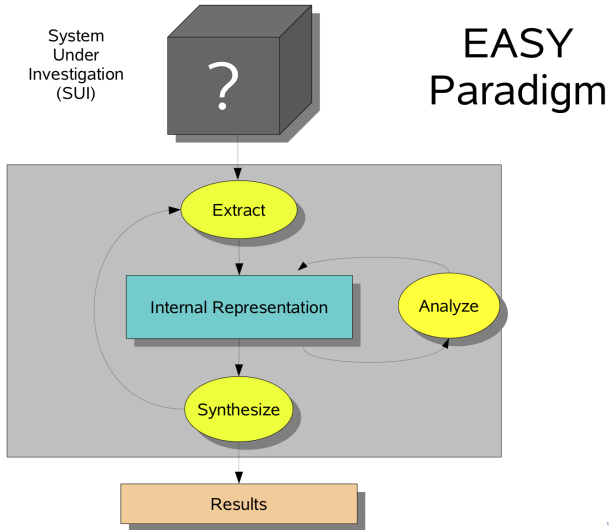 System
Under
Investigation
(SUI)
?
EASY
Paradigm
Extract
Internal Representation
Analyze
Synthesize
Results